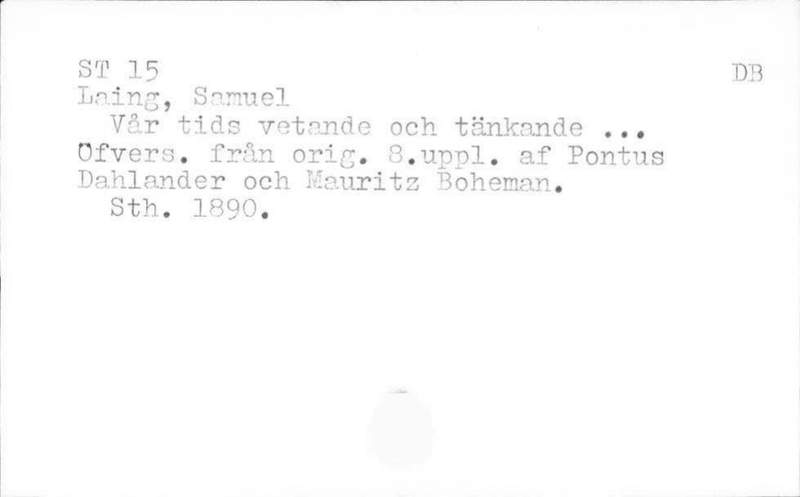 ST 15 DB
Laing, Samuel
Vår tids vetande och tänkande ...
Öfvers. från orig. 8.uppl. af Pontus
Dahlander och Mauritz Boheman.
Sth. 1890.